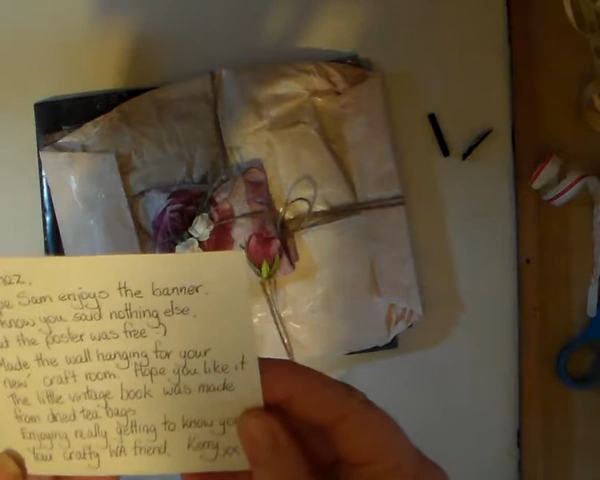 Sam enjoys the banner.
know you said nothing else.
the poster was free?
Made the wall hanging for your
new' craft room. Hope you like it
The little vintage book was made
from dried tea bags
Enjoying really getting to know you
Your crafty WA friend. Kerry xox